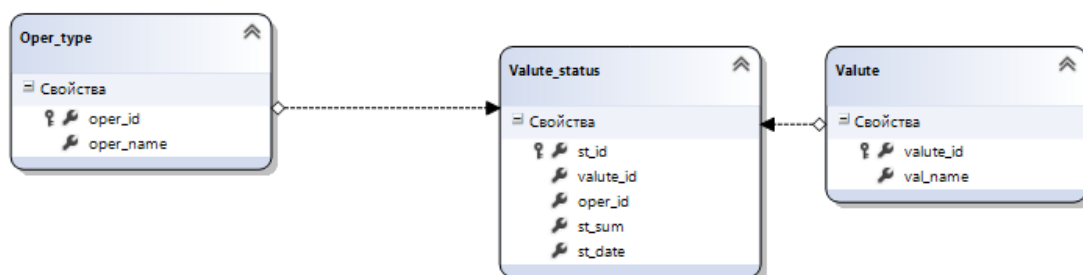 Oper_type
Свойства
oper_id
oper_name
Valute_status
Свойства
st_id
valute_id
oper_id
st_sum
st_date
Valute
Свойства
valute_id
val_name